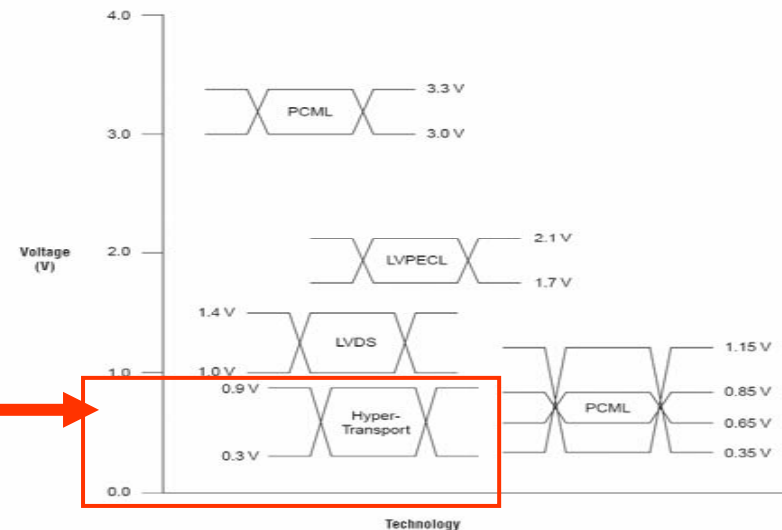 4.0
3.3 V
PCML
3.0
3.0 V
2.1 V
Voltage
(V)
2.0
LVPECL
1.7 V
1.4 V
LVDS
1.15 V
1.0
1.0 V
0.9 V
0.85 V
Hyper-
Transport
PCML
0.65 V
0.3 V
0.35 V
0.0
Technology